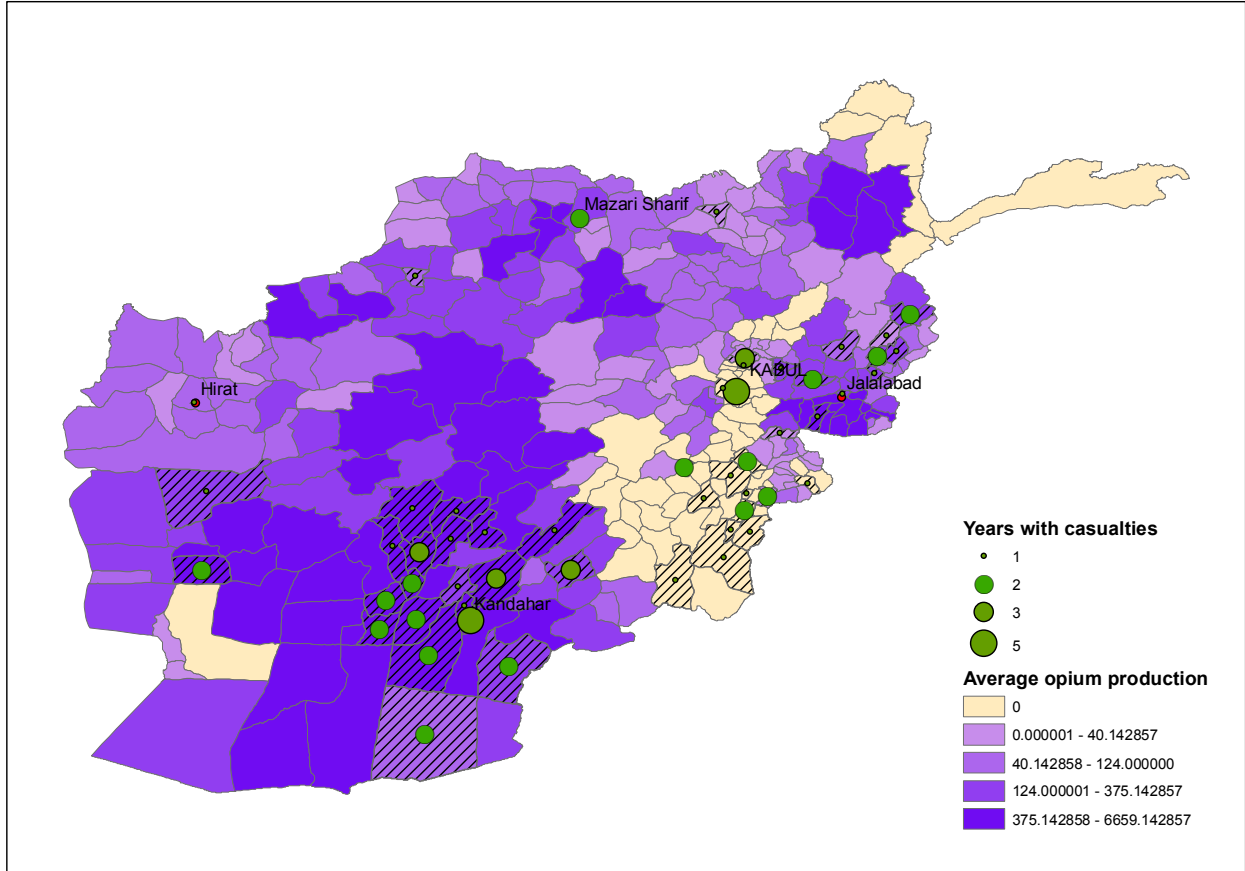 Mazari Sharif
KABUL
Jalalabad
Hirat
Kandahar
Years with casualties
1
2
3
5
Average opium production
0
0.000001 - 40.142857
40.142858 - 124.000000
124.000001 - 375.142857
375.142858 - 6659.142857